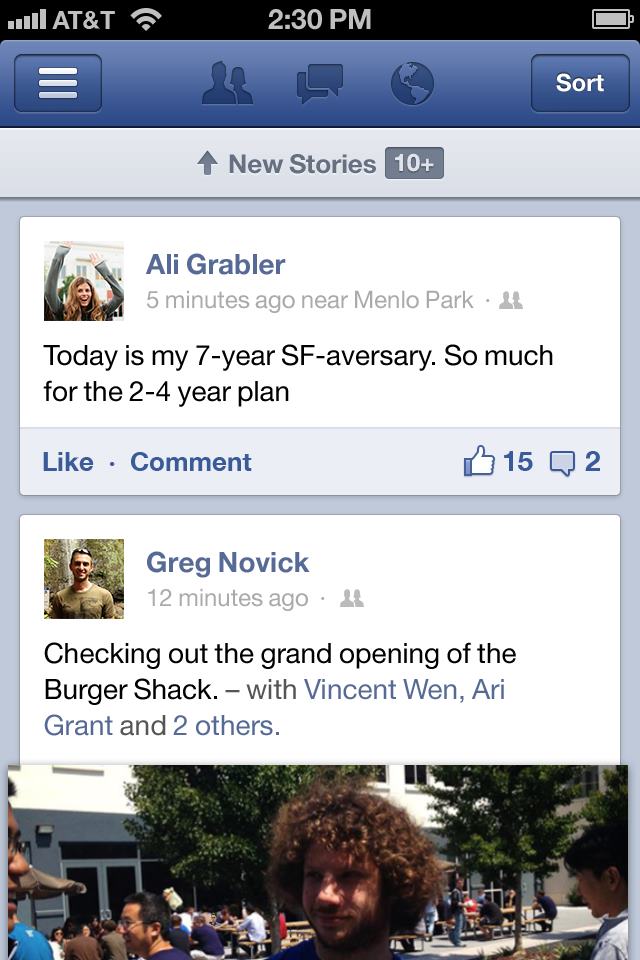 AT&T 2:30 PM
Sort
New Stories 10+
Ali Grabler
5 minutes ago near Menlo Park ·
Today is my 7-year SF-aversary. So much
for the 2-4 year plan
Like · Comment 15 2
Greg Novick
12 minutes ago ·
Checking out the grand opening of the
Burger Shack. – with Vincent Wen, Ari
Grant and 2 others.